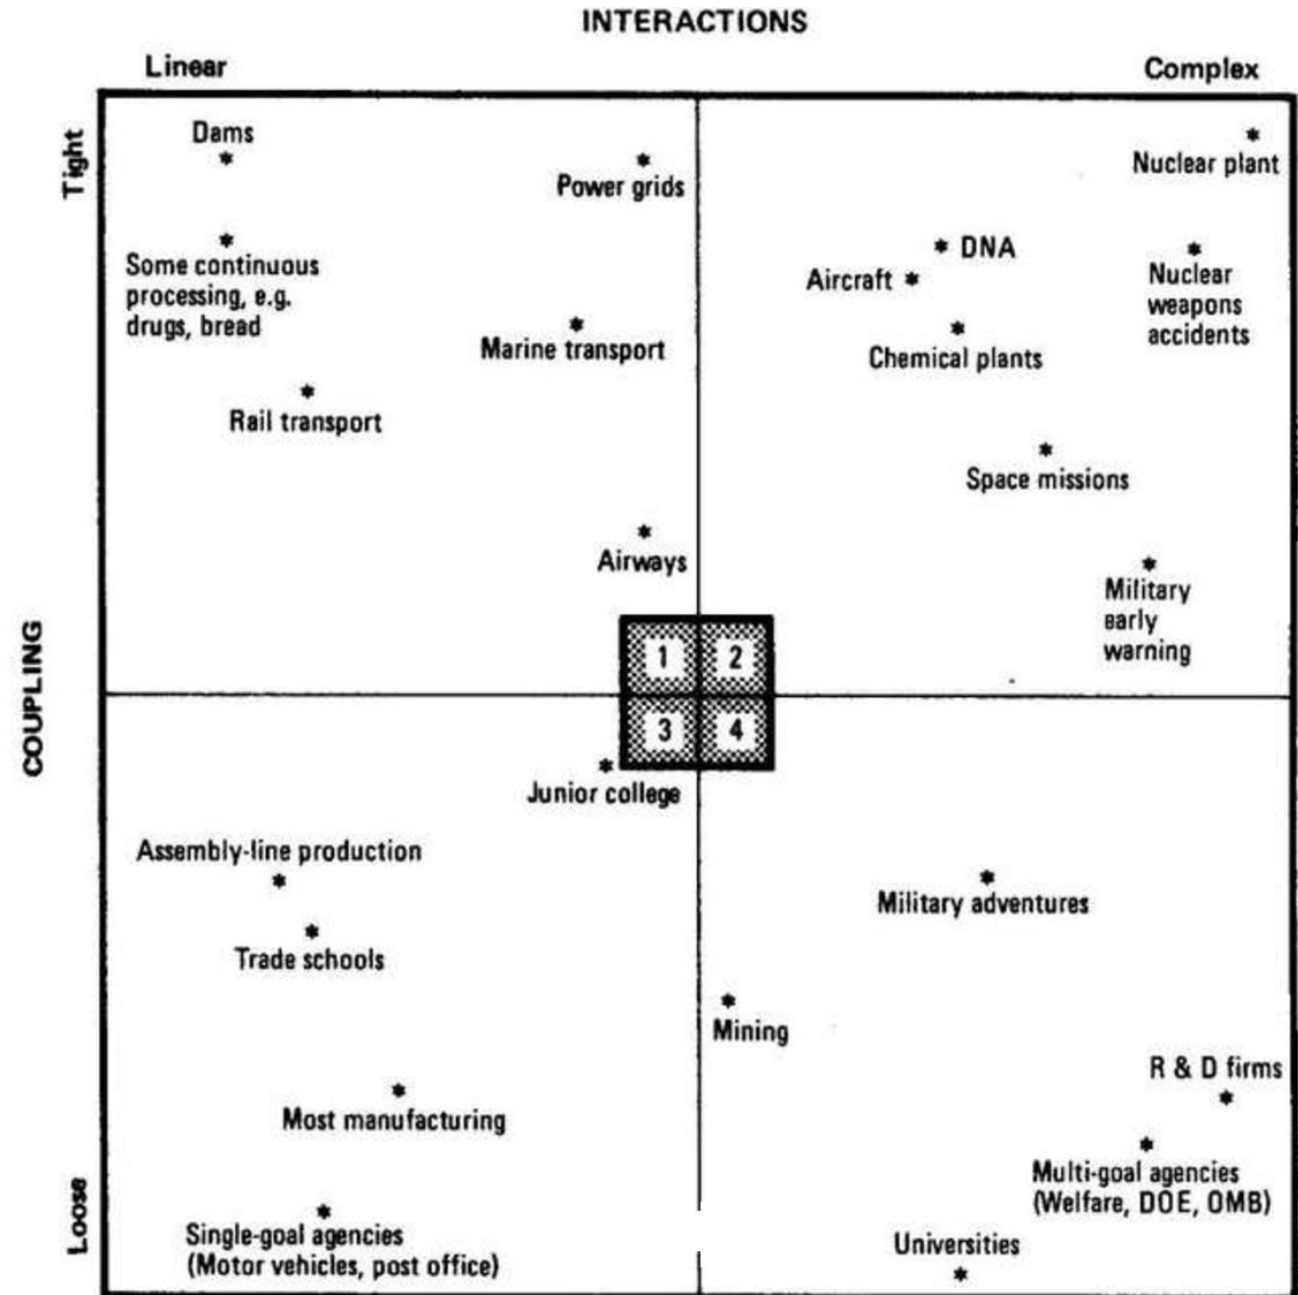 INTERACTIONS
Linear
Complex
Tight
COUPLING
Loose
Dams
Power grids
Nuclear plant
Some continuous
processing, e.g.
drugs, bread
DNA
Aircraft
Nuclear
weapons
accidents
Marine transport
Chemical plants
Rail transport
Space missions
Airways
Military
early
warning
1 2
3 4
Junior college
Assembly-line production
Military adventures
Trade schools
Mining
R & D firms
Most manufacturing
Multi-goal agencies
(Welfare, DOE, OMB)
Single-goal agencies
(Motor vehicles, post office)
Universities